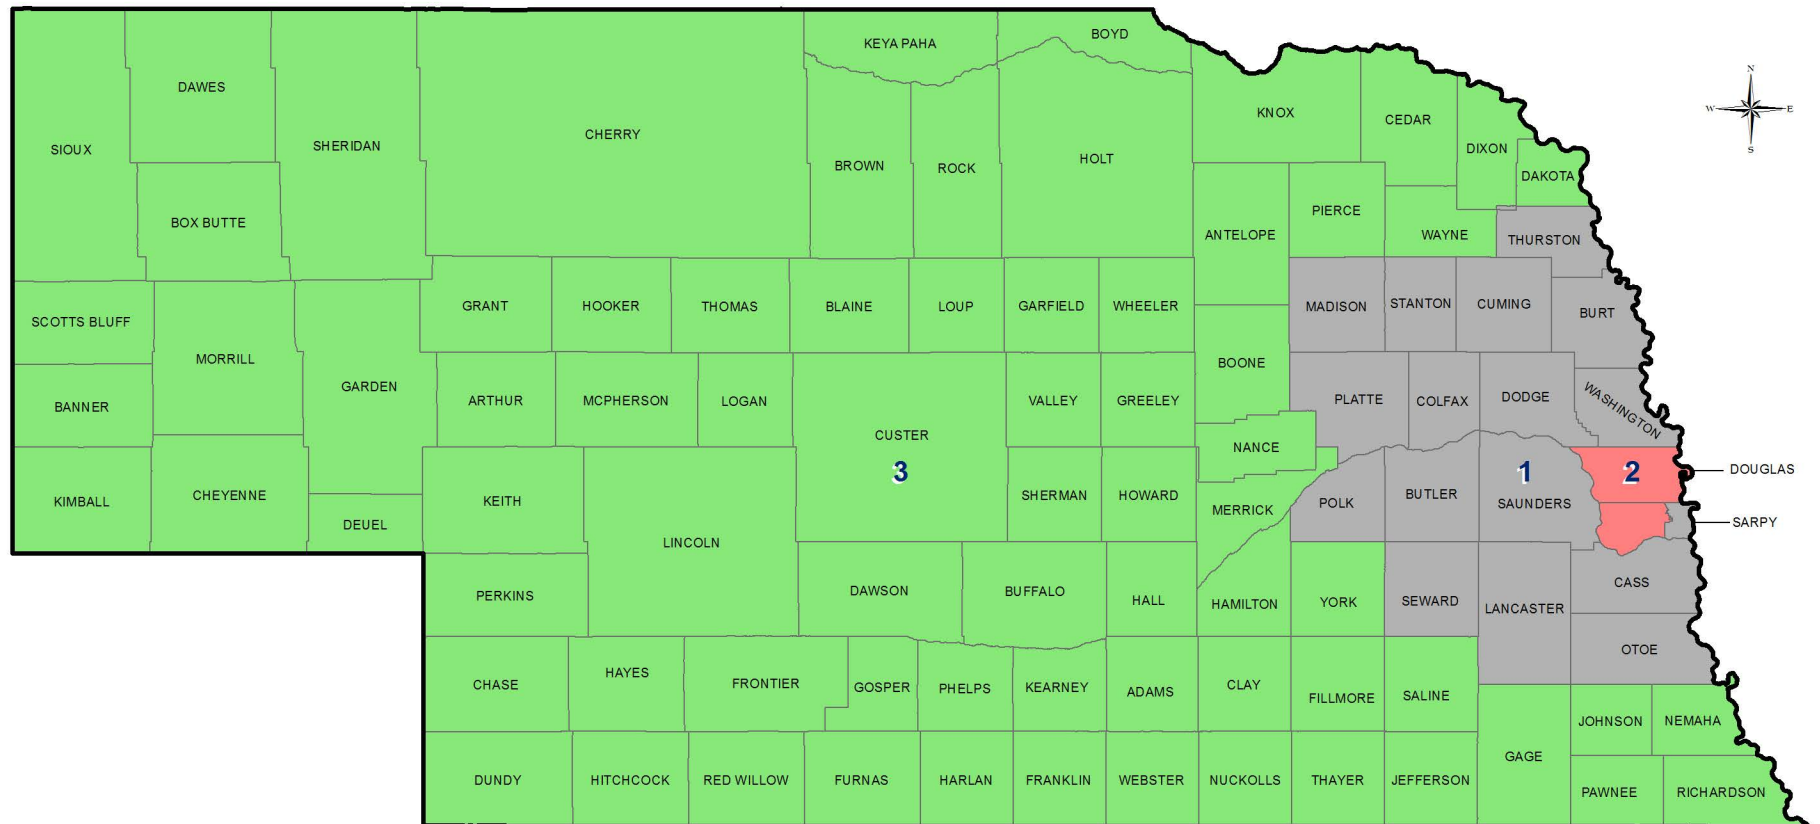 KEYA PAHA
BOYD
N
W
E
S
DAWES
SIOUX
SHERIDAN
CHERRY
BROWN
ROCK
HOLT
KNOX
CEDAR
DIXON
DAKOTA
BOX BUTTE
ANTELOPE
PIERCE
WAYNE
THURSTON
SCOTTS BLUFF
MORRILL
GARDEN
GRANT
HOOKER
THOMAS
BLAINE
LOUP
GARFIELD
WHEELER
MADISON
STANTON
CUMING
BURT
BOONE
BANNER
ARTHUR
MCPHERSON
LOGAN
CUSTER
VALLEY
GREELEY
PLATTE
COLFAX
DODGE
WASHINGTON
NANCE
3
1
2
DOUGLAS
KIMBALL
CHEYENNE
DEUEL
KEITH
LINCOLN
SHERMAN
HOWARD
MERRICK
POLK
BUTLER
SAUNDERS
SARPY
PERKINS
DAWSON
BUFFALO
HALL
HAMILTON
YORK
SEWARD
LANCASTER
CASS
OTOE
CHASE
HAYES
FRONTIER
GOSPER
PHELPS
KEARNEY
ADAMS
CLAY
FILLMORE
SALINE
JOHNSON
NEMAHA
GAGE
DUNDY
HITCHCOCK
RED WILLOW
FURNAS
HARLAN
FRANKLIN
WEBSTER
NUCKOLLS
THAYER
JEFFERSON
PAWNEE
RICHARDSON